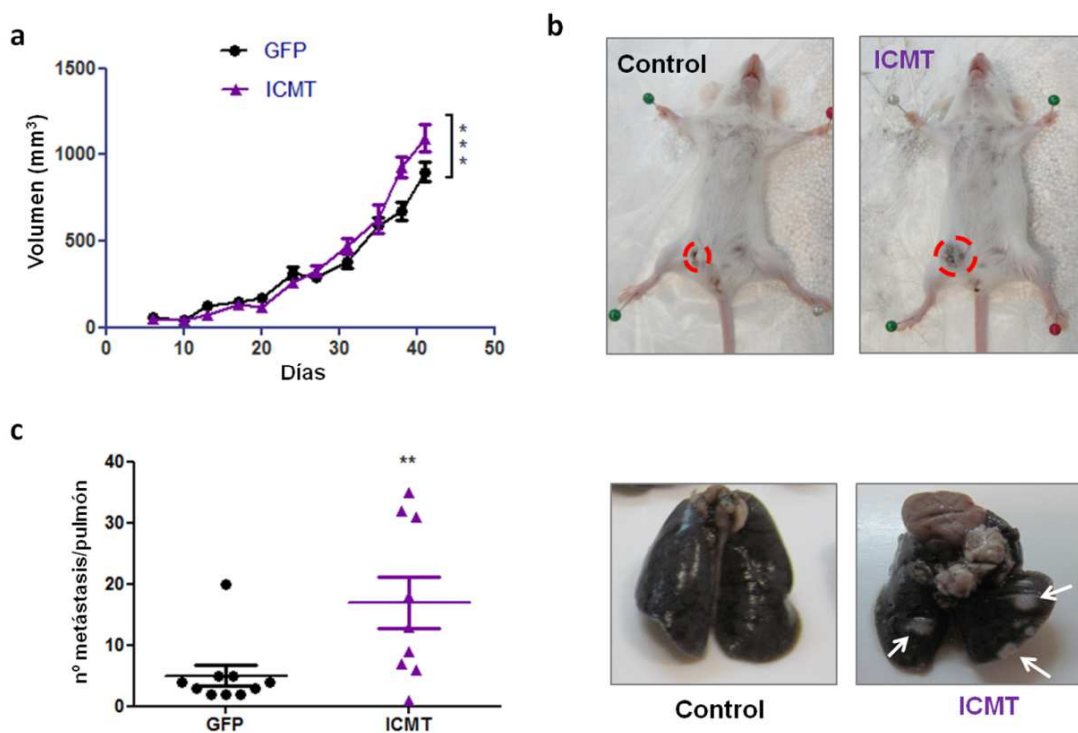 a
GFP
ICMT
1500
1000
500
0
Volumen (mm³)
0 10 20 30 40 50
Días
***
b
Control
ICMT
c
40
30
20
10
0
nº metástasis/pulmón
**
GFP ICMT
Control
ICMT